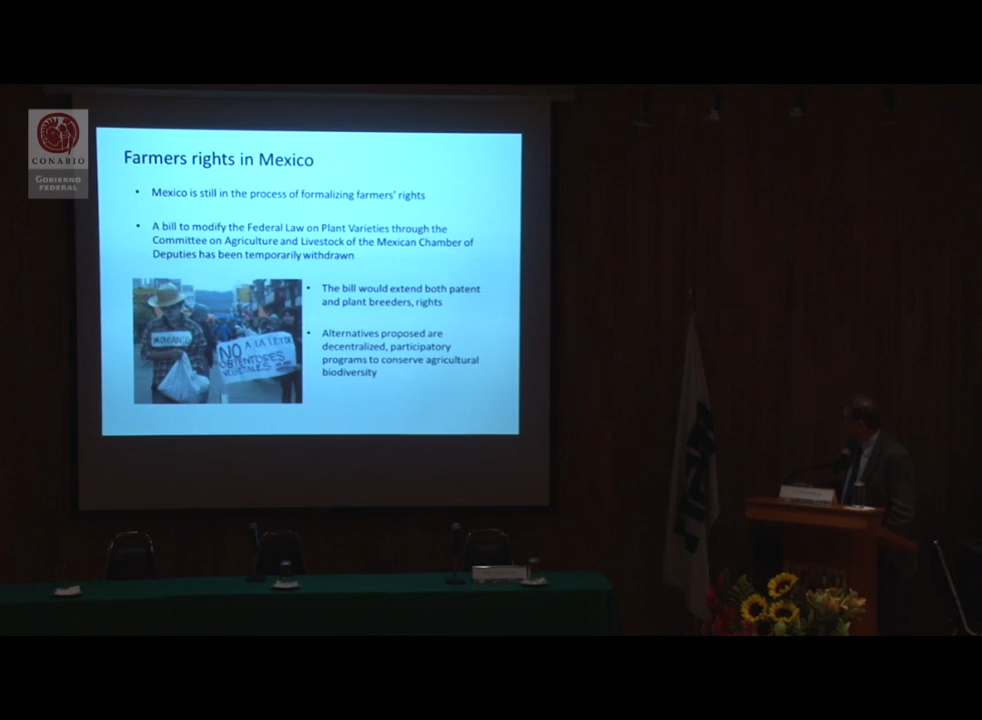 CONABIO
GOBIERNO
FEDERAL
Farmers rights in Mexico
• Mexico is still in the process of formalizing farmers' rights
• A bill to modify the Federal Law on Plant Varieties through the
Committee on Agriculture and Livestock of the Mexican Chamber of
Deputies has been temporarily withdrawn
• The bill would extend both patent
and plant breeders, rights
• Alternatives proposed are
decentralized, participatory
programs to conserve agricultural
biodiversity
NO A LA LEY DE
OBTENTORES
VEGETALES